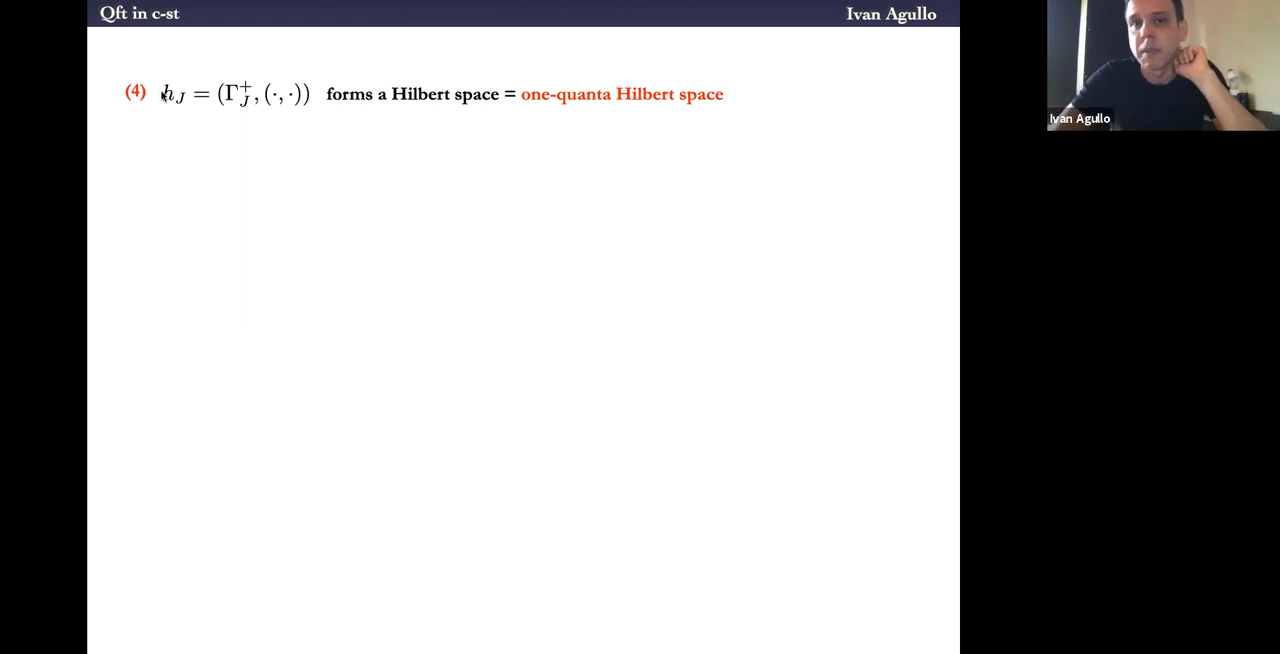 Qft in c-st
Ivan Agullo
(4) h_J = (Γ_J^+, (·, ·)) forms a Hilbert space = one-quanta Hilbert space
Ivan Agullo